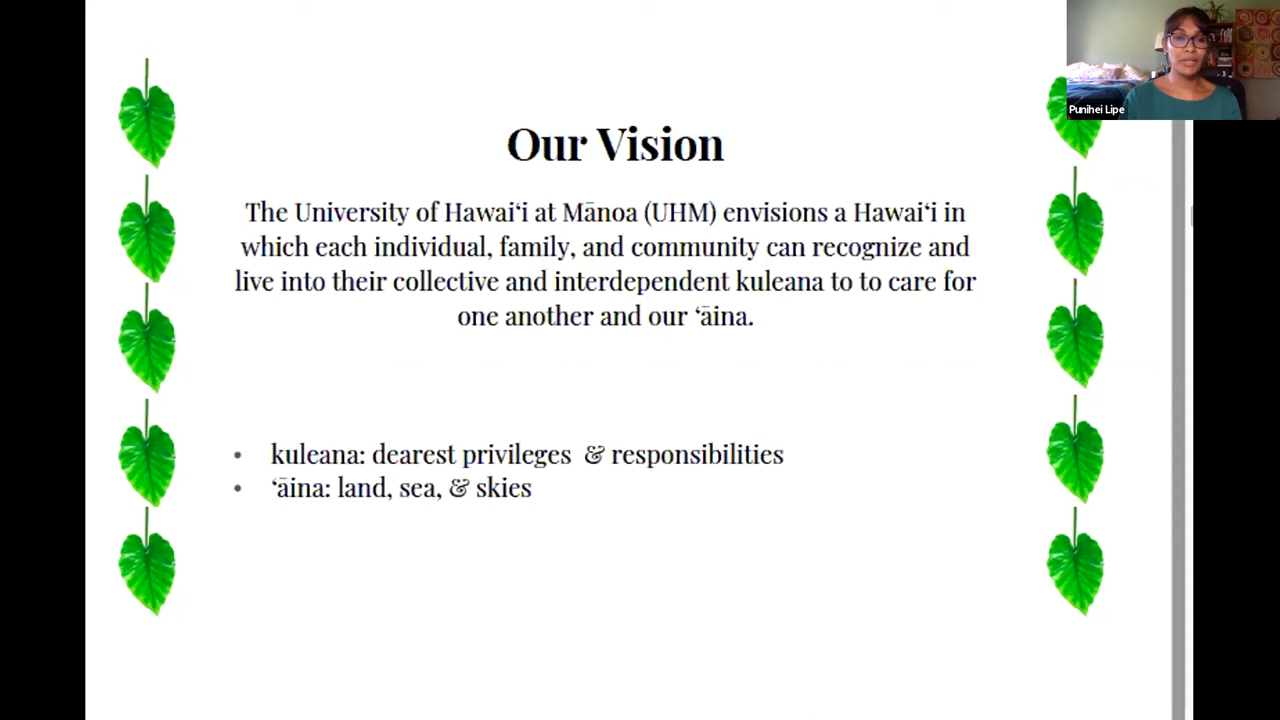 Punihei Lipe
Our Vision
The University of Hawaiʻi at Mānoa (UHM) envisions a Hawaiʻi in
which each individual, family, and community can recognize and
live into their collective and interdependent kuleana to to care for
one another and our ʻāina.
• kuleana: dearest privileges & responsibilities
• ʻāina: land, sea, & skies